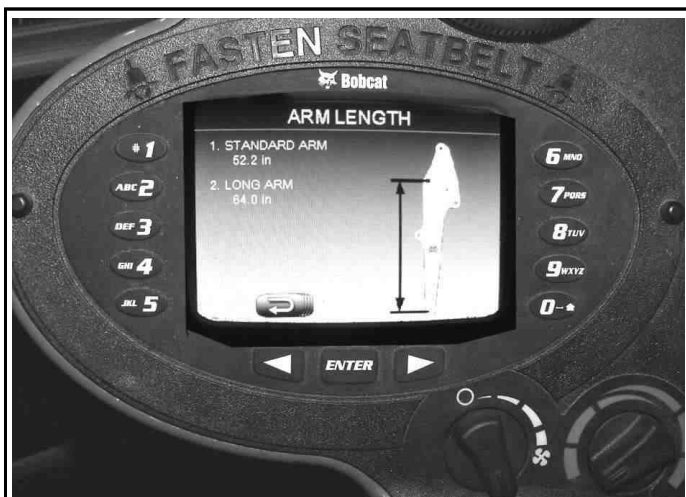 FASTEN SEATBELT
Bobcat
ARM LENGTH
1. STANDARD ARM
52.2 in
2. LONG ARM
64.0 in
#1
ABC 2
DEF 3
GHI 4
JKL 5
6 MNO
7 PQRS
8 TUV
9 WXYZ
0-
ENTER